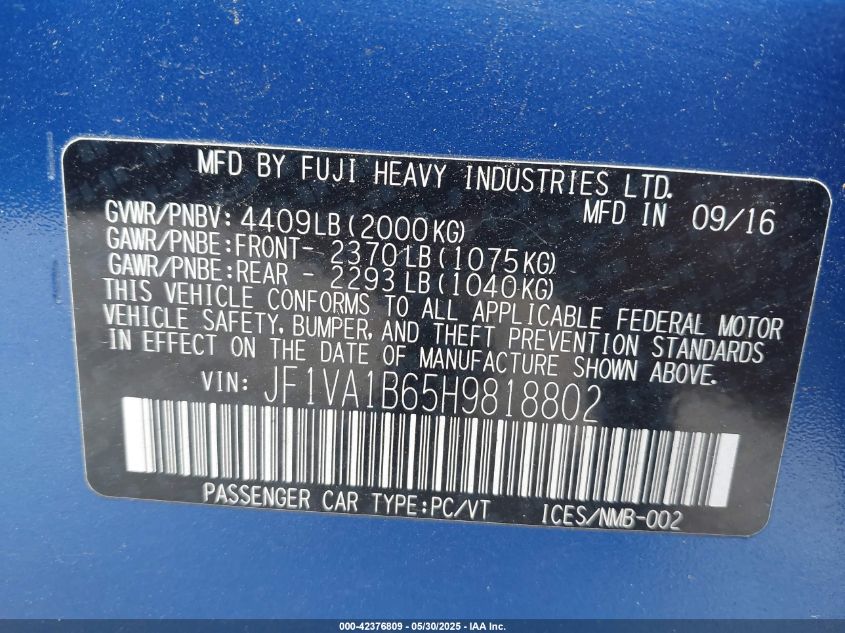 MFD BY FUJI HEAVY INDUSTRIES LTD.
MFD IN 09/16
GVWR/PNBV: 4409LB(2000KG)
GAWR/PNBE:FRONT- 2370LB(1075KG)
GAWR/PNBE:REAR - 2293LB(1040KG)
THIS VEHICLE CONFORMS TO ALL APPLICABLE FEDERAL MOTOR
VEHICLE SAFETY, BUMPER, AND THEFT PREVENTION STANDARDS
IN EFFECT ON THE DATE OF MANUFACTURE SHOWN ABOVE.
VIN: JF1VA1B65H9818802
PASSENGER CAR TYPE:PC/VT ICES/NMB-002
000-42376809 - 05/30/2025 - IAA Inc.